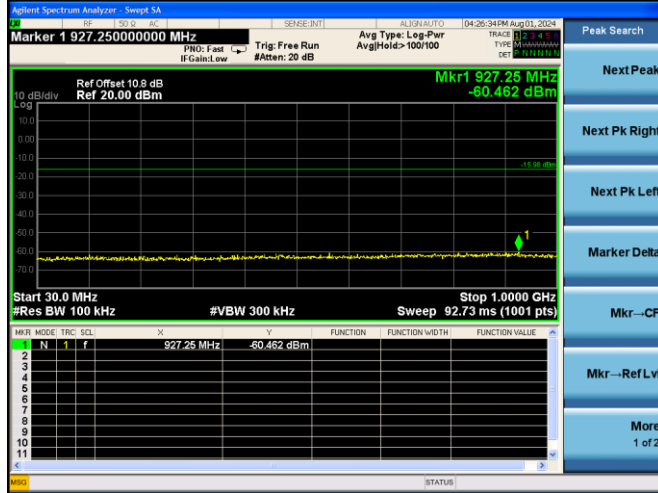 Agilent Spectrum Analyzer - Swept SA
RF 50 Ω AC SENSE:INT ALIGN AUTO 04:26:34 PM Aug 01, 2024
Marker 1 927.250000000 MHz
Avg Type: Log-Pwr
TRACE 1 2 3 4 5 6
PNO: Fast Trig: Free Run Avg|Hold:>100/100
TYPE M
IFGain:Low #Atten: 20 dB
DET P N N N N N
Peak Search
Next Peak
Next Pk Right
Next Pk Left
Marker Delta
Mkr→CF
Mkr→Ref Lvl
More
1 of 2
Mkr1 927.25 MHz
-60.462 dBm
Ref Offset 10.8 dB
10 dB/div Ref 20.00 dBm
Log
10.0
0.00
-10.0
-15.98 dBm
-20.0
-30.0
-40.0
-50.0
1
-60.0
-70.0
Start 30.0 MHz Stop 1.0000 GHz
#Res BW 100 kHz #VBW 300 kHz Sweep 92.73 ms (1001 pts)
MKR MODE TRC SCL X Y FUNCTION FUNCTION WIDTH FUNCTION VALUE
1 N 1 f 927.25 MHz -60.462 dBm
2
3
4
5
6
7
8
9
10
11
MSG STATUS